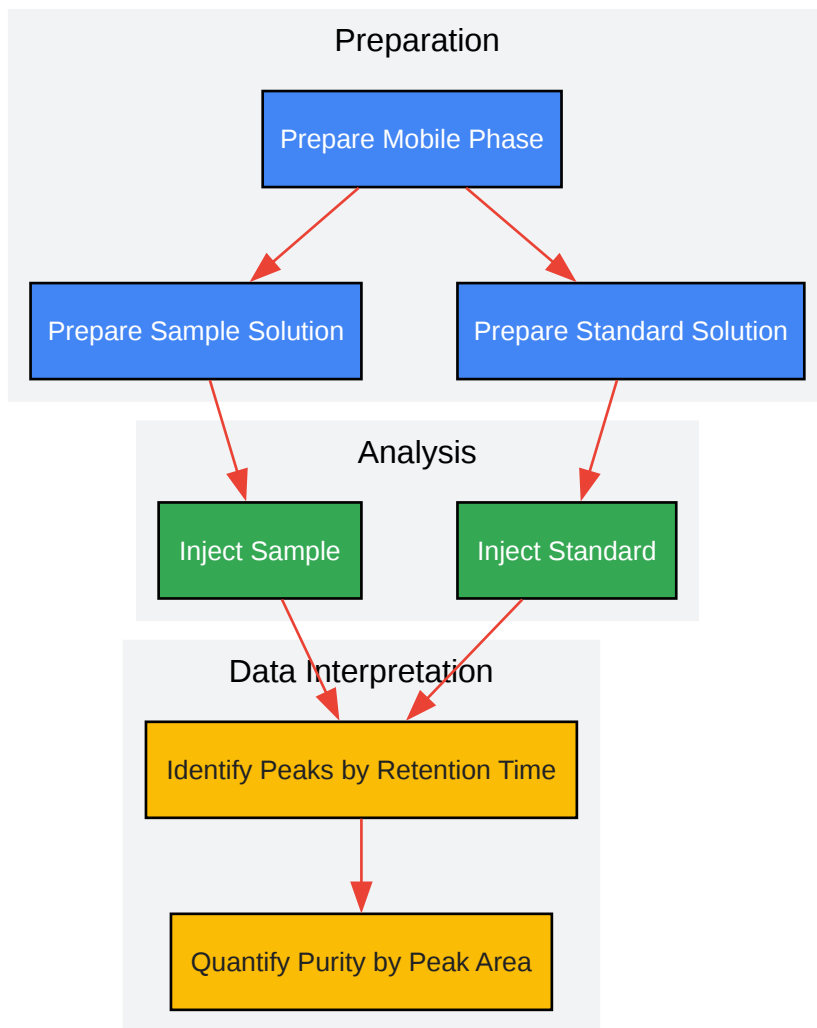 Preparation
Prepare Mobile Phase
Prepare Sample Solution
Prepare Standard Solution
Analysis
Inject Sample
Inject Standard
Data Interpretation
Identify Peaks by Retention Time
Quantify Purity by Peak Area